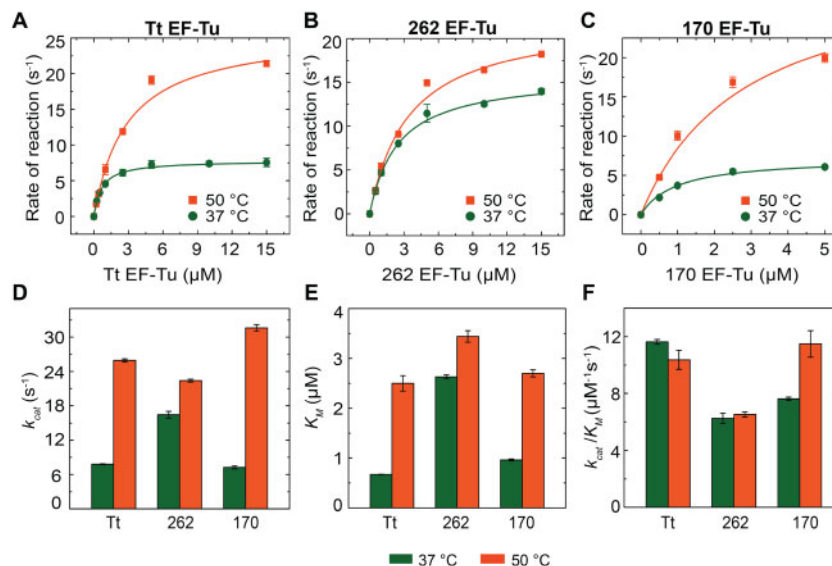 A Tt EF-Tu
Rate of reaction (s⁻¹)
25
20
15
10
5
0
50 °C
37 °C
0 3 6 9 12 15
Tt EF-Tu (µM)
B 262 EF-Tu
Rate of reaction (s⁻¹)
20
15
10
5
0
50 °C
37 °C
0 3 6 9 12 15
262 EF-Tu (µM)
C 170 EF-Tu
Rate of reaction (s⁻¹)
20
15
10
5
0
50 °C
37 °C
0 1 2 3 4 5
170 EF-Tu (µM)
D
kcat (s⁻¹)
30
24
18
12
6
0
Tt 262 170
E
KM (µM)
4
3
2
1
0
Tt 262 170
F
kcat/KM (µM⁻¹s⁻¹)
12
8
4
0
Tt 262 170
37 °C 50 °C